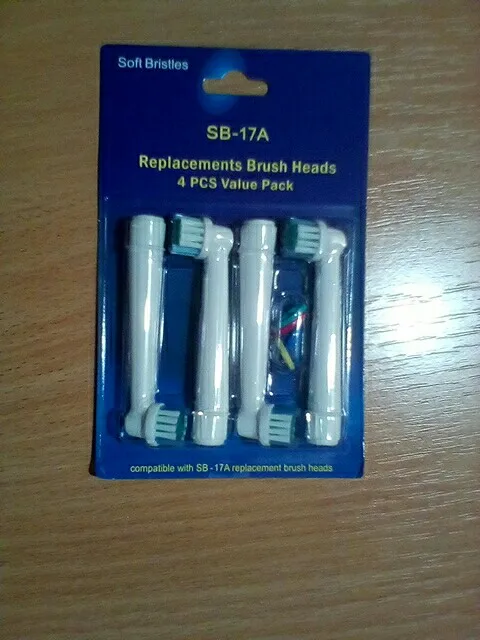 Soft Bristles
SB-17A
Replacements Brush Heads
4 PCS Value Pack
compatible with SB-17A replacement brush heads